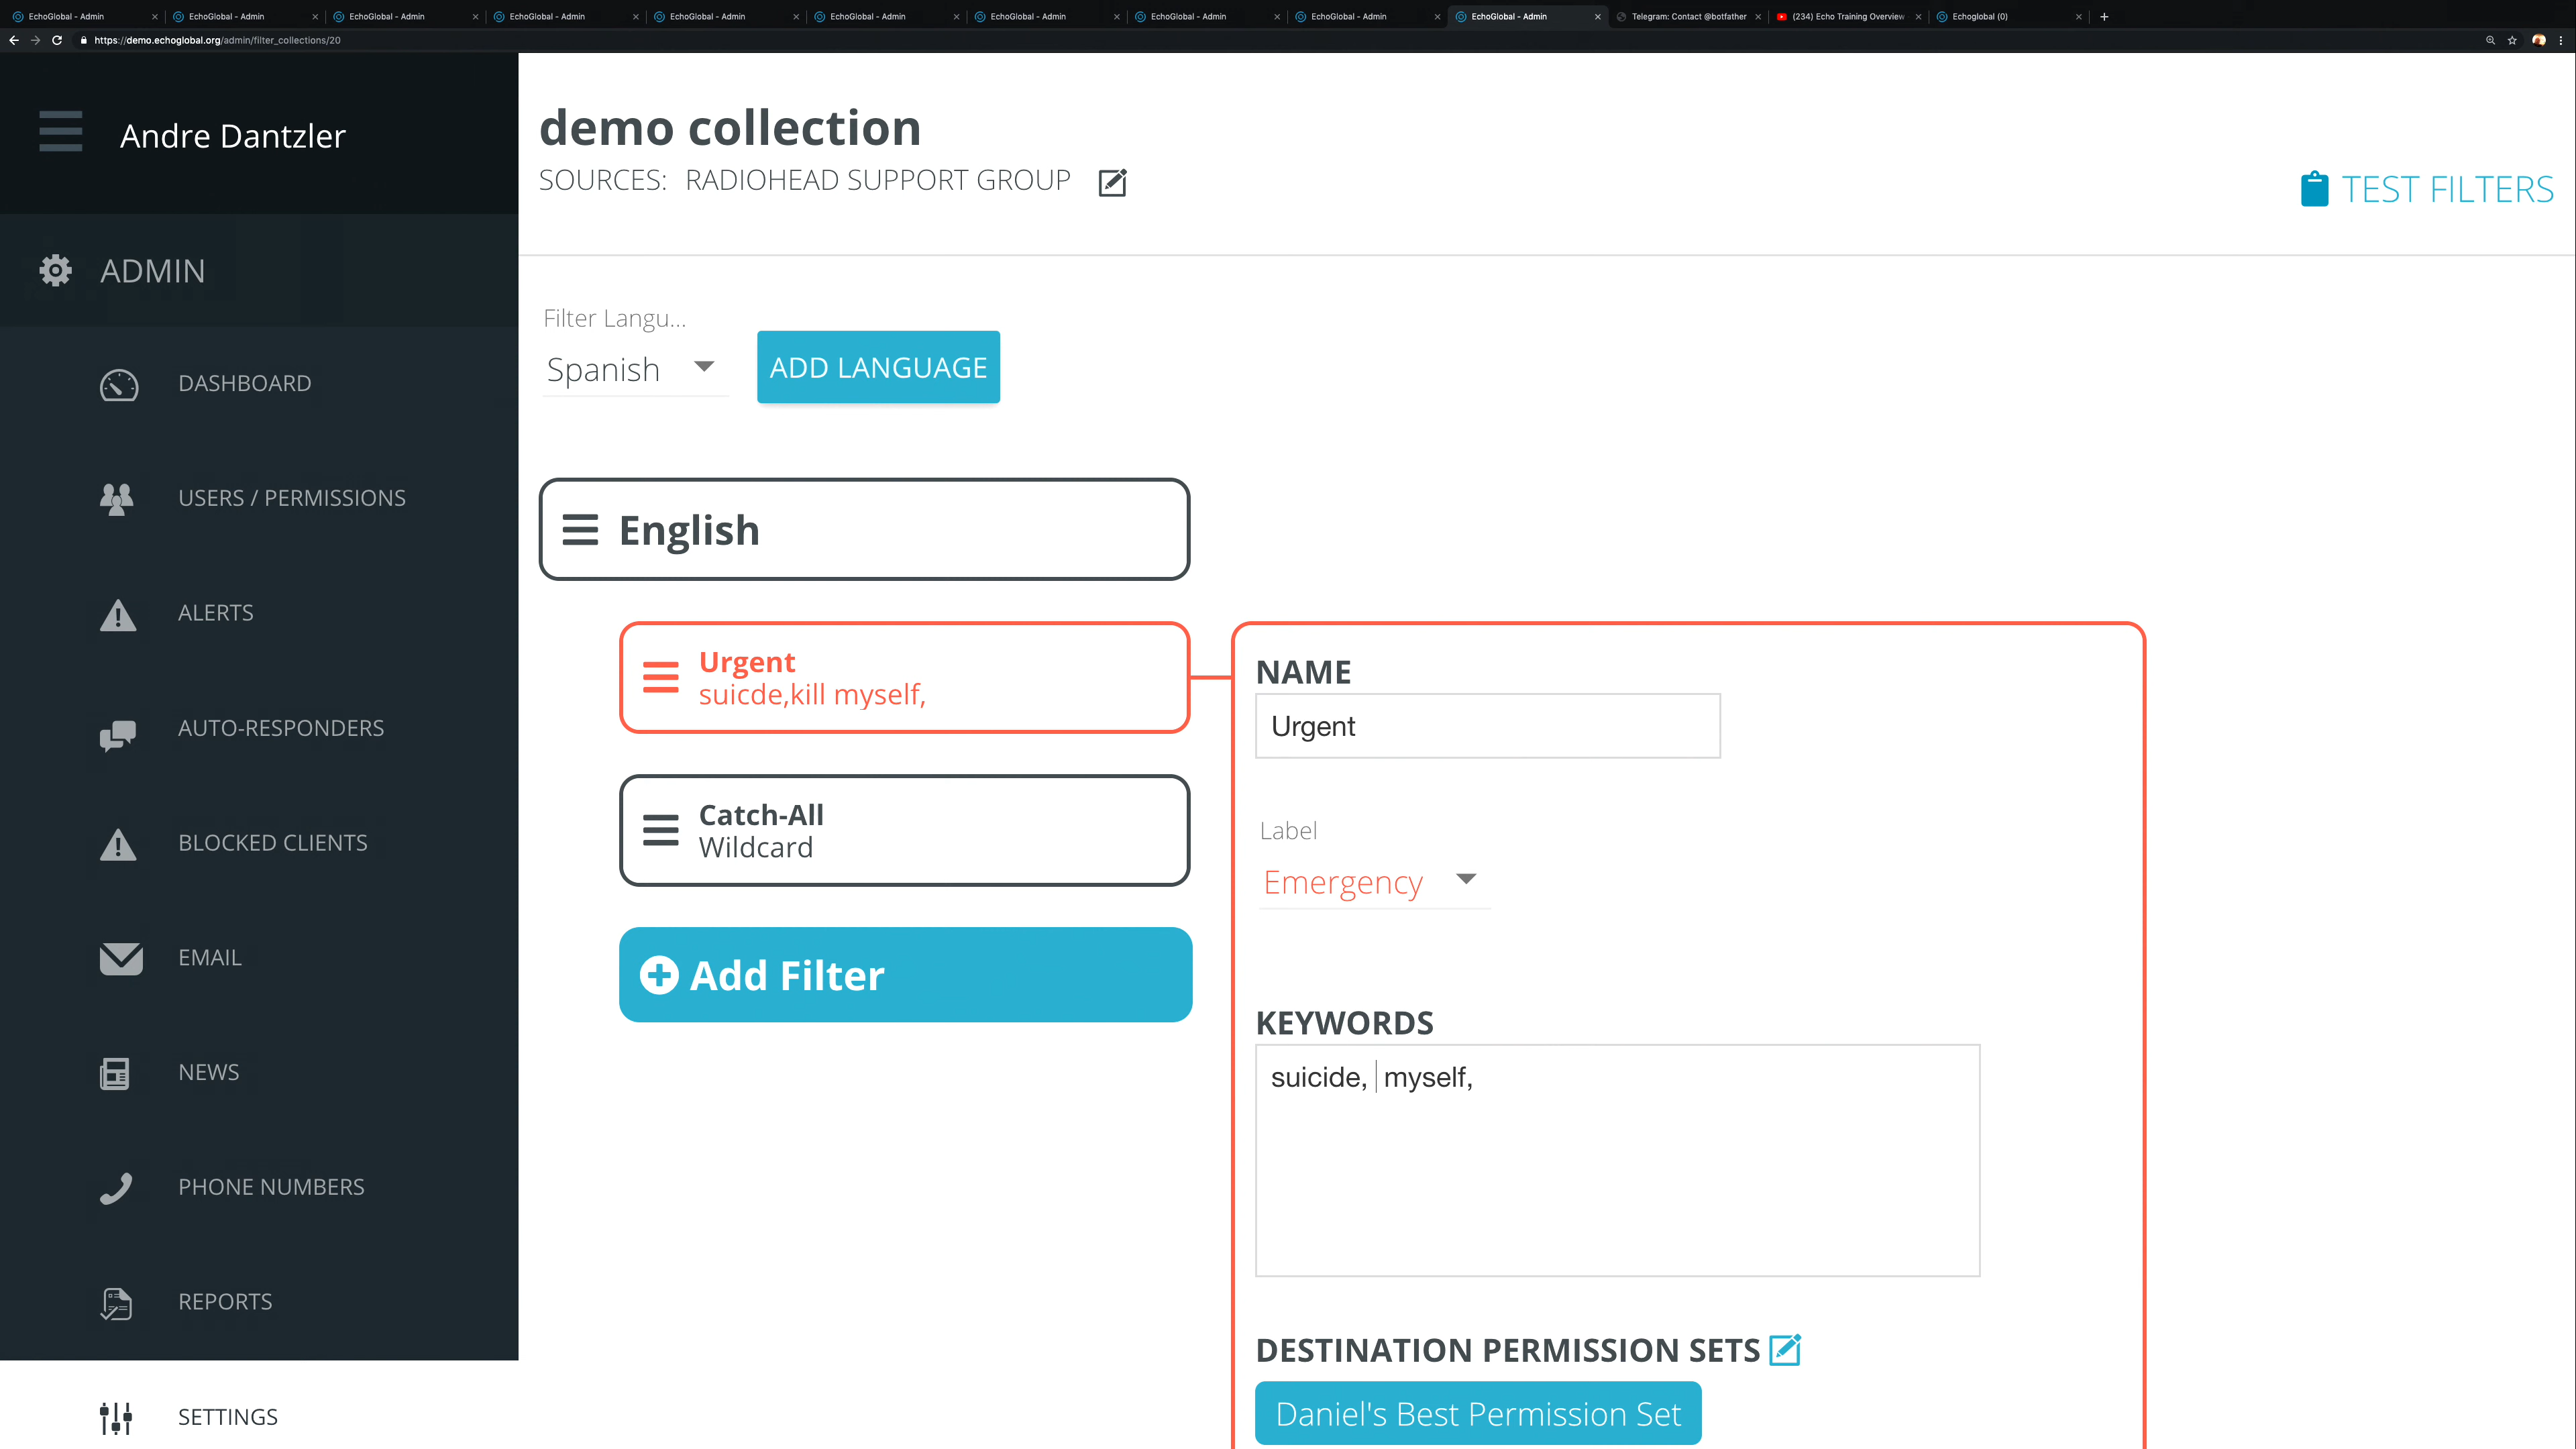 EchoGlobal - Admin
EchoGlobal - Admin
EchoGlobal - Admin
EchoGlobal - Admin
EchoGlobal - Admin
EchoGlobal - Admin
EchoGlobal - Admin
EchoGlobal - Admin
EchoGlobal - Admin
EchoGlobal - Admin
Telegram: Contact @botfather
(234) Echo Training Overview
Echoglobal (0)
https://demo.echoglobal.org/admin/filter_collections/20
Andre Dantzler
ADMIN
DASHBOARD
USERS / PERMISSIONS
ALERTS
AUTO-RESPONDERS
BLOCKED CLIENTS
EMAIL
NEWS
PHONE NUMBERS
REPORTS
SETTINGS
demo collection
SOURCES: RADIOHEAD SUPPORT GROUP
TEST FILTERS
Filter Langu...
Spanish
ADD LANGUAGE
English
Urgent
suicde,kill myself,
Catch-All
Wildcard
Add Filter
NAME
Urgent
Label
Emergency
KEYWORDS
suicide, myself,
DESTINATION PERMISSION SETS
Daniel's Best Permission Set